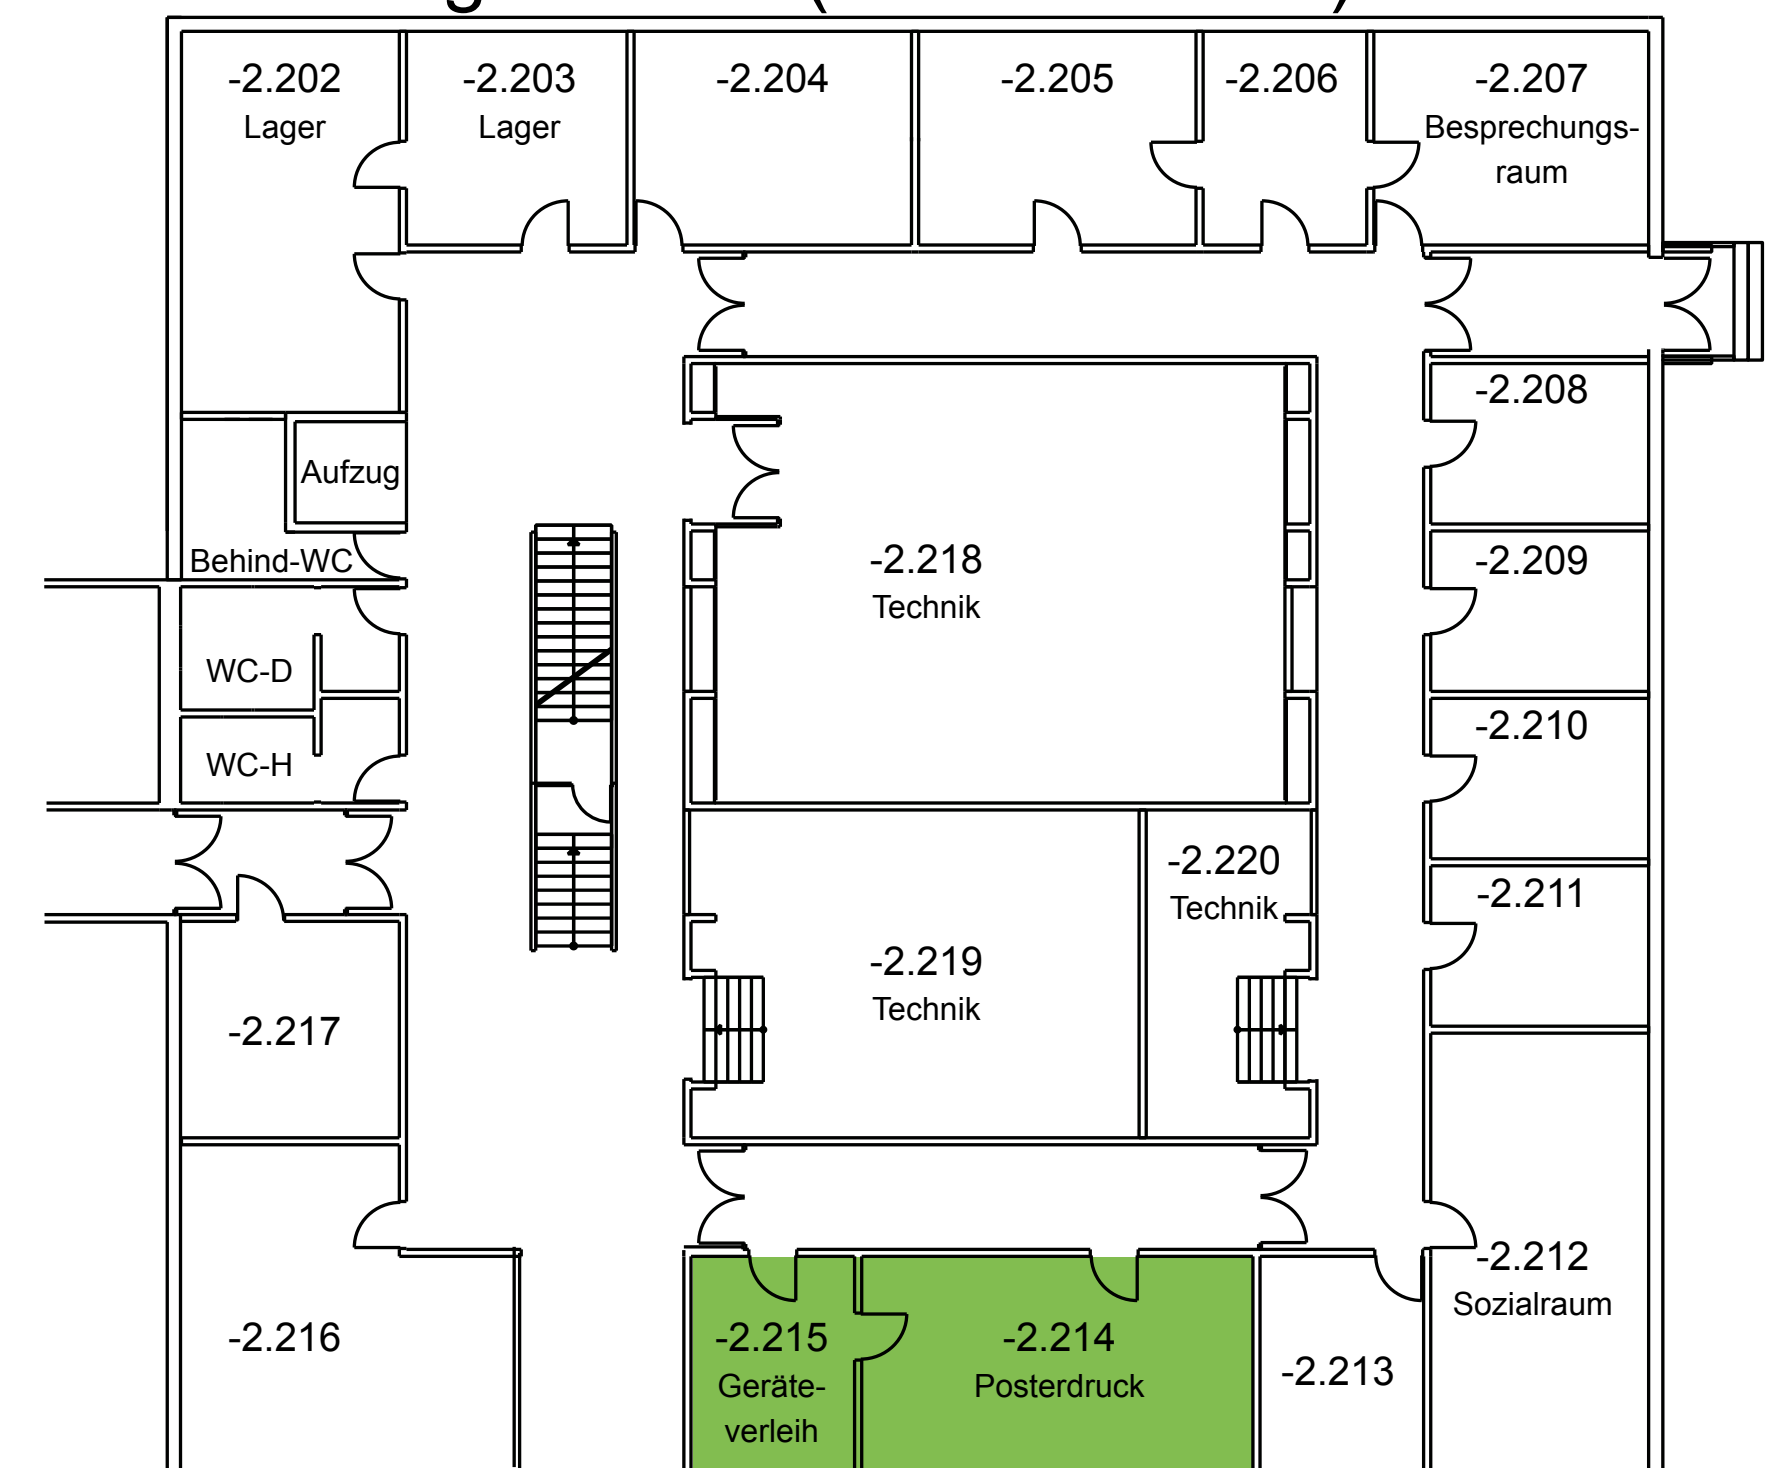 -2.202
Lager
-2.203
Lager
-2.204
-2.205
-2.206
-2.207
Besprechungs-
raum
-2.208
Aufzug
Behind-WC
-2.218
Technik
-2.209
WC-D
-2.210
WC-H
-2.220
Technik
-2.211
-2.219
Technik
-2.217
-2.212
Sozialraum
-2.216
-2.215
Geräte-
verleih
-2.214
Posterdruck
-2.213